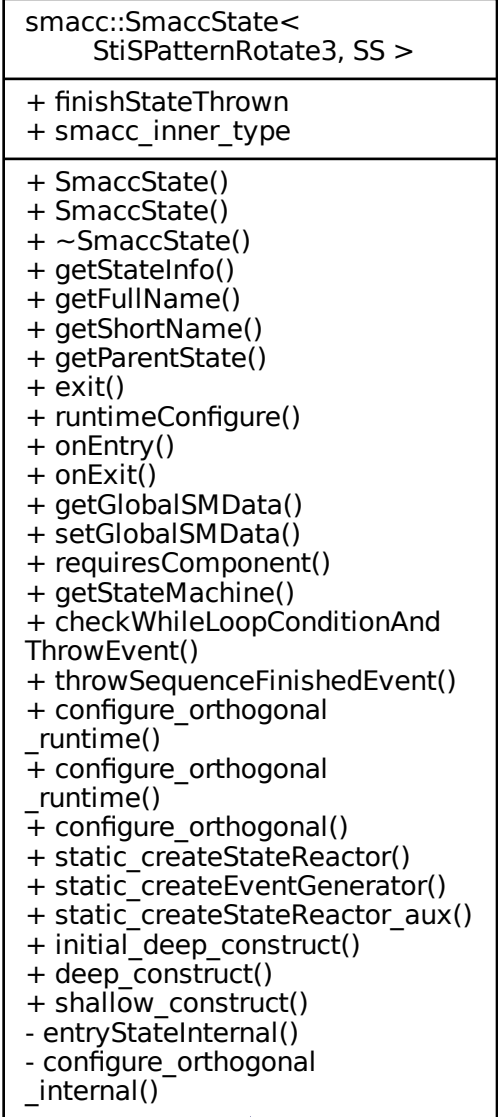 smacc::SmaccState<
StiSPatternRotate3, SS >
+ finishStateThrown
+ smacc_inner_type
+ SmaccState()
+ SmaccState()
+ ~SmaccState()
+ getStateInfo()
+ getFullName()
+ getShortName()
+ getParentState()
+ exit()
+ runtimeConfigure()
+ onEntry()
+ onExit()
+ getGlobalSMData()
+ setGlobalSMData()
+ requiresComponent()
+ getStateMachine()
+ checkWhileLoopConditionAnd
ThrowEvent()
+ throwSequenceFinishedEvent()
+ configure_orthogonal
_runtime()
+ configure_orthogonal
_runtime()
+ configure_orthogonal()
+ static_createStateReactor()
+ static_createEventGenerator()
+ static_createStateReactor_aux()
+ initial_deep_construct()
+ deep_construct()
+ shallow_construct()
- entryStateInternal()
- configure_orthogonal
_internal()